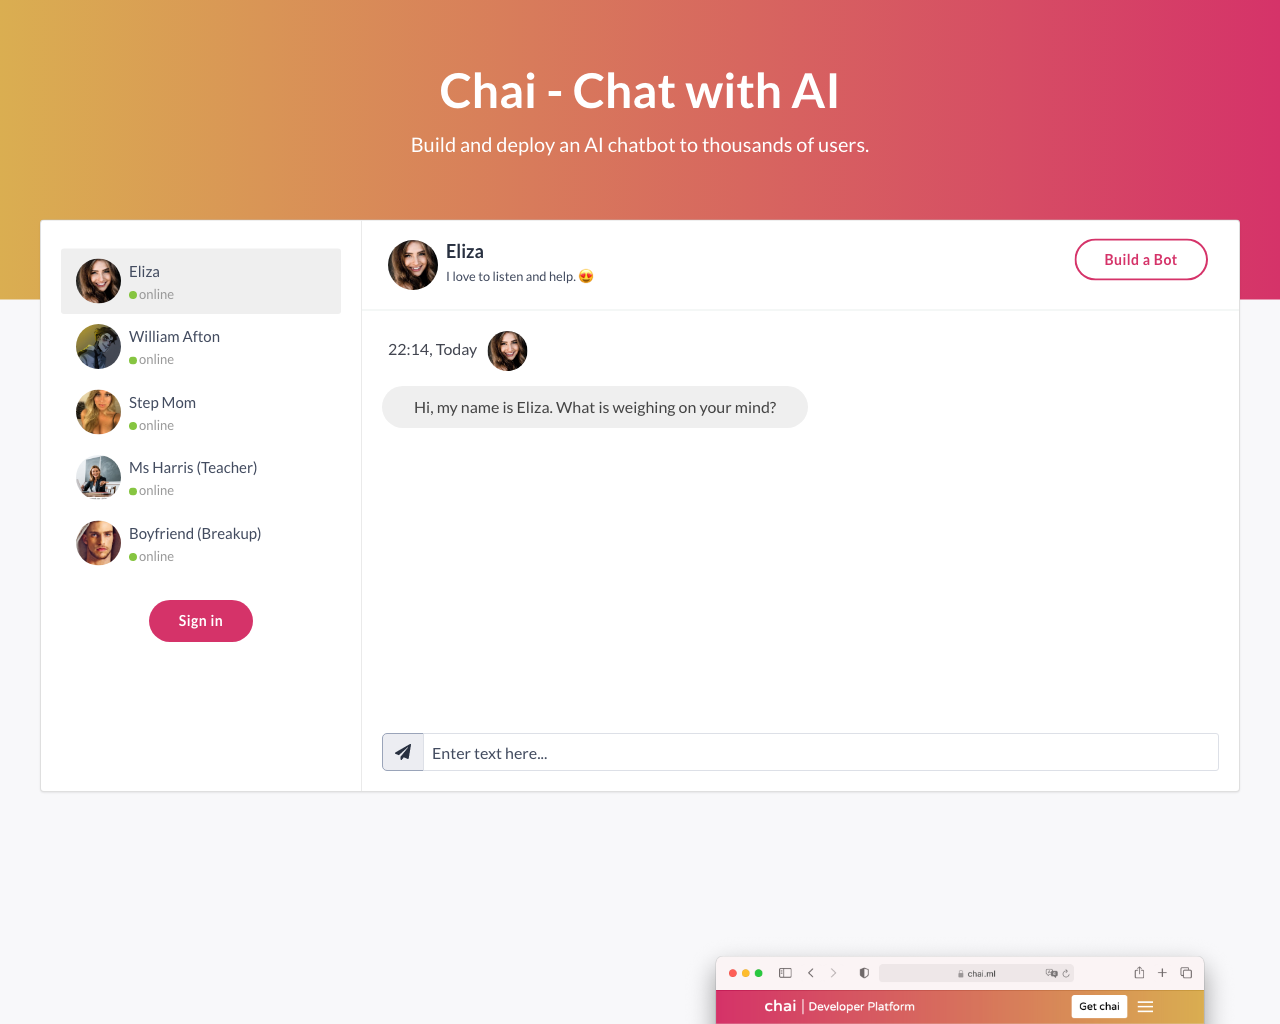 Chai - Chat with AI
Build and deploy an AI chatbot to thousands of users.
Eliza
online
William Afton
online
Step Mom
online
Ms Harris (Teacher)
online
Boyfriend (Breakup)
online
Sign in
Eliza
I love to listen and help. 😍
Build a Bot
22:14, Today
Hi, my name is Eliza. What is weighing on your mind?
Enter text here...
chai.ml
chai | Developer Platform
Get chai